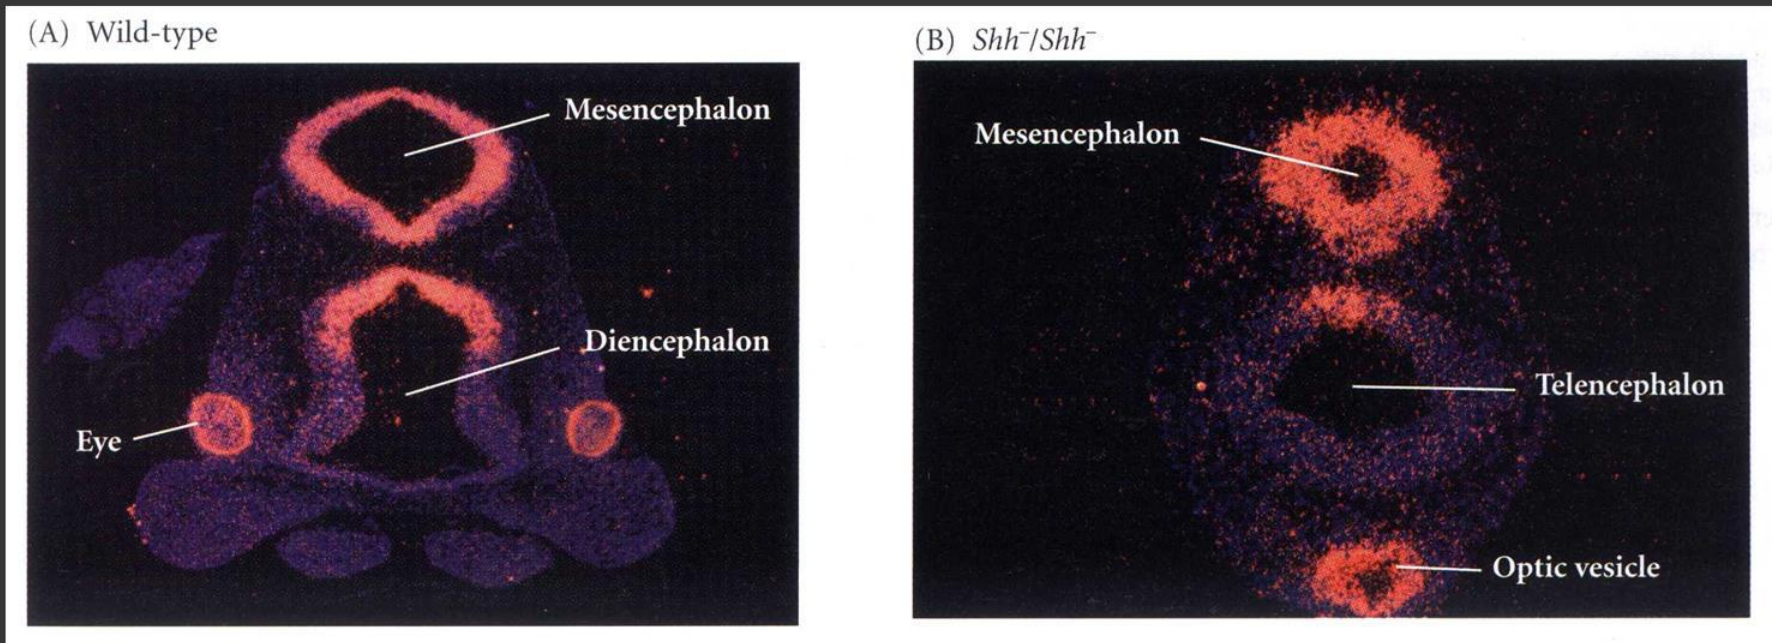 (A) Wild-type
Mesencephalon
Diencephalon
Eye
(B) Shh⁻/Shh⁻
Mesencephalon
Telencephalon
Optic vesicle